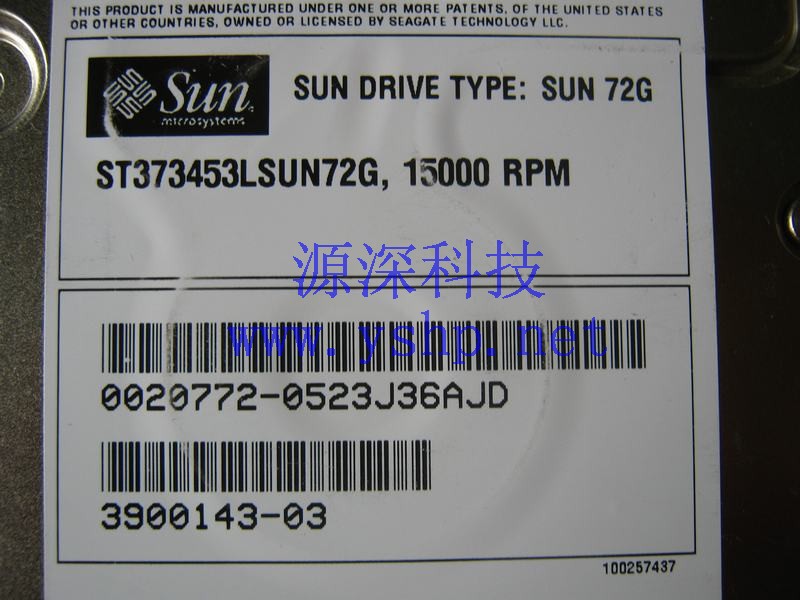 THIS PRODUCT IS MANUFACTURED UNDER ONE OR MORE PATENTS, OF THE UNITED STATES
OR OTHER COUNTRIES, OWNED OR LICENSED BY SEAGATE TECHNOLOGY LLC.
Sun
microsystems
SUN DRIVE TYPE: SUN 72G
ST373453LSUN72G, 15000 RPM
源深科技
www.yshp.net
0020772-0523J36AJD
3900143-03
100257437